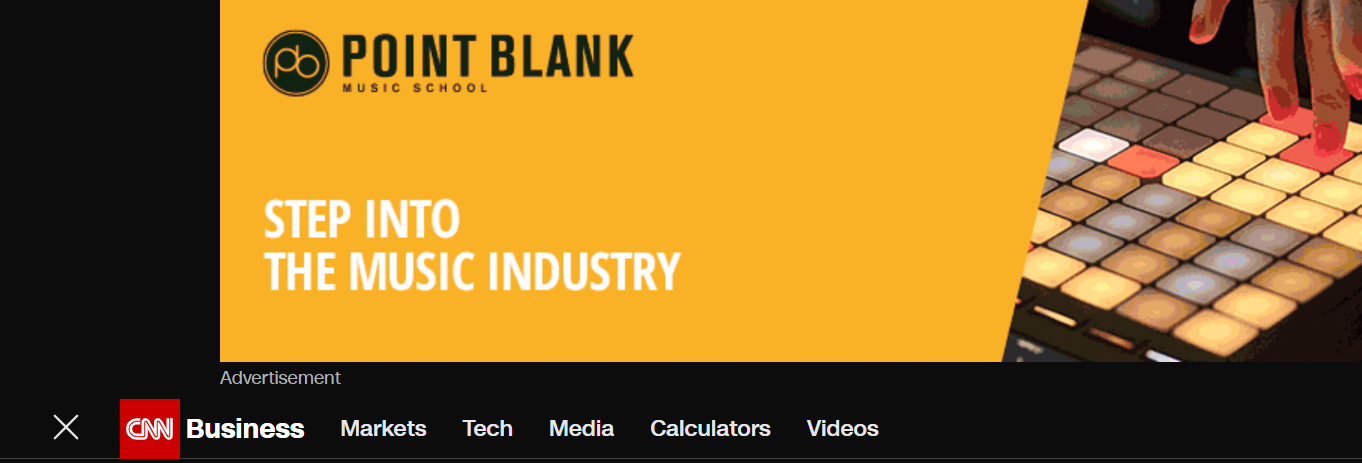 pb POINT BLANK
MUSIC SCHOOL
STEP INTO
THE MUSIC INDUSTRY
Advertisement
CNN Business Markets Tech Media Calculators Videos